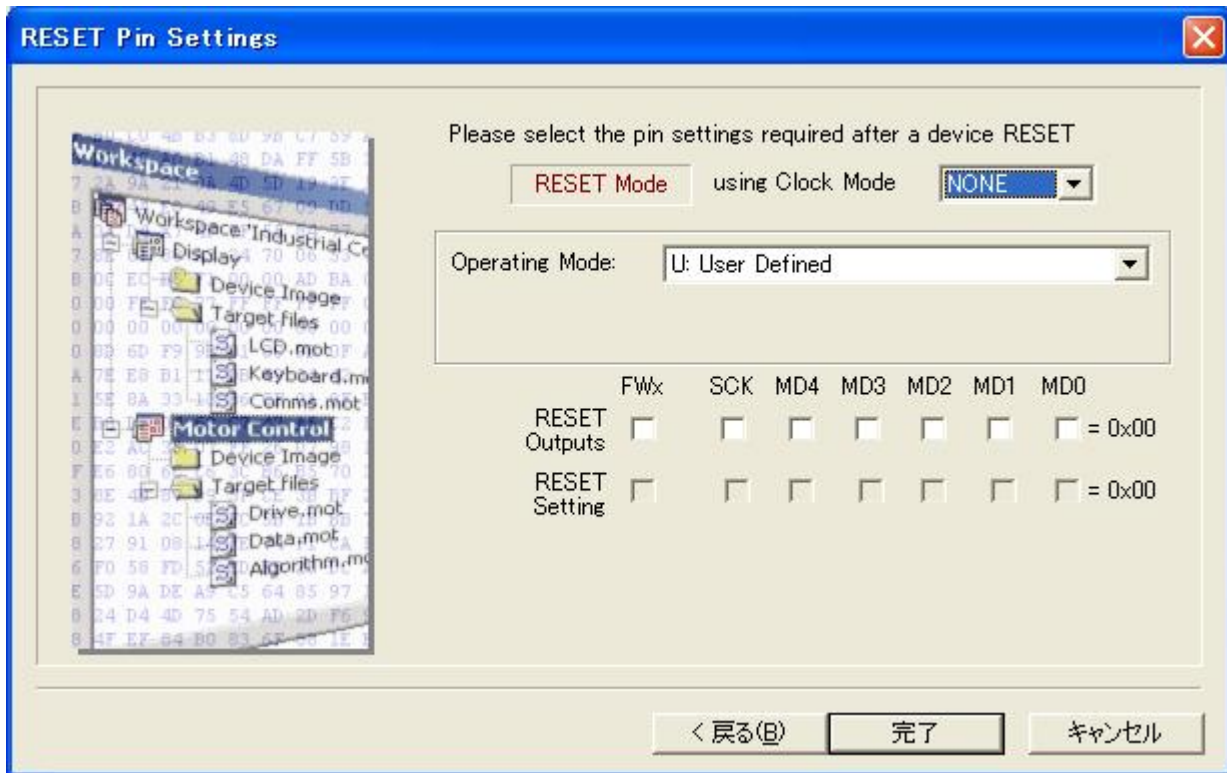 RESET Pin Settings
Workspace
Workspace 'Industrial Co
Display
Device Image
Target files
LCD.mot
Keyboard.m
Comms.mot
Motor Control
Device Image
Target files
Drive.mot
Data.mot
Algorithm.mo
Please select the pin settings required after a device RESET
RESET Mode using Clock Mode NONE
Operating Mode: U: User Defined
FWx SCK MD4 MD3 MD2 MD1 MD0
RESET Outputs = 0x00
RESET Setting = 0x00
< 戻る(B) 完了 キャンセル